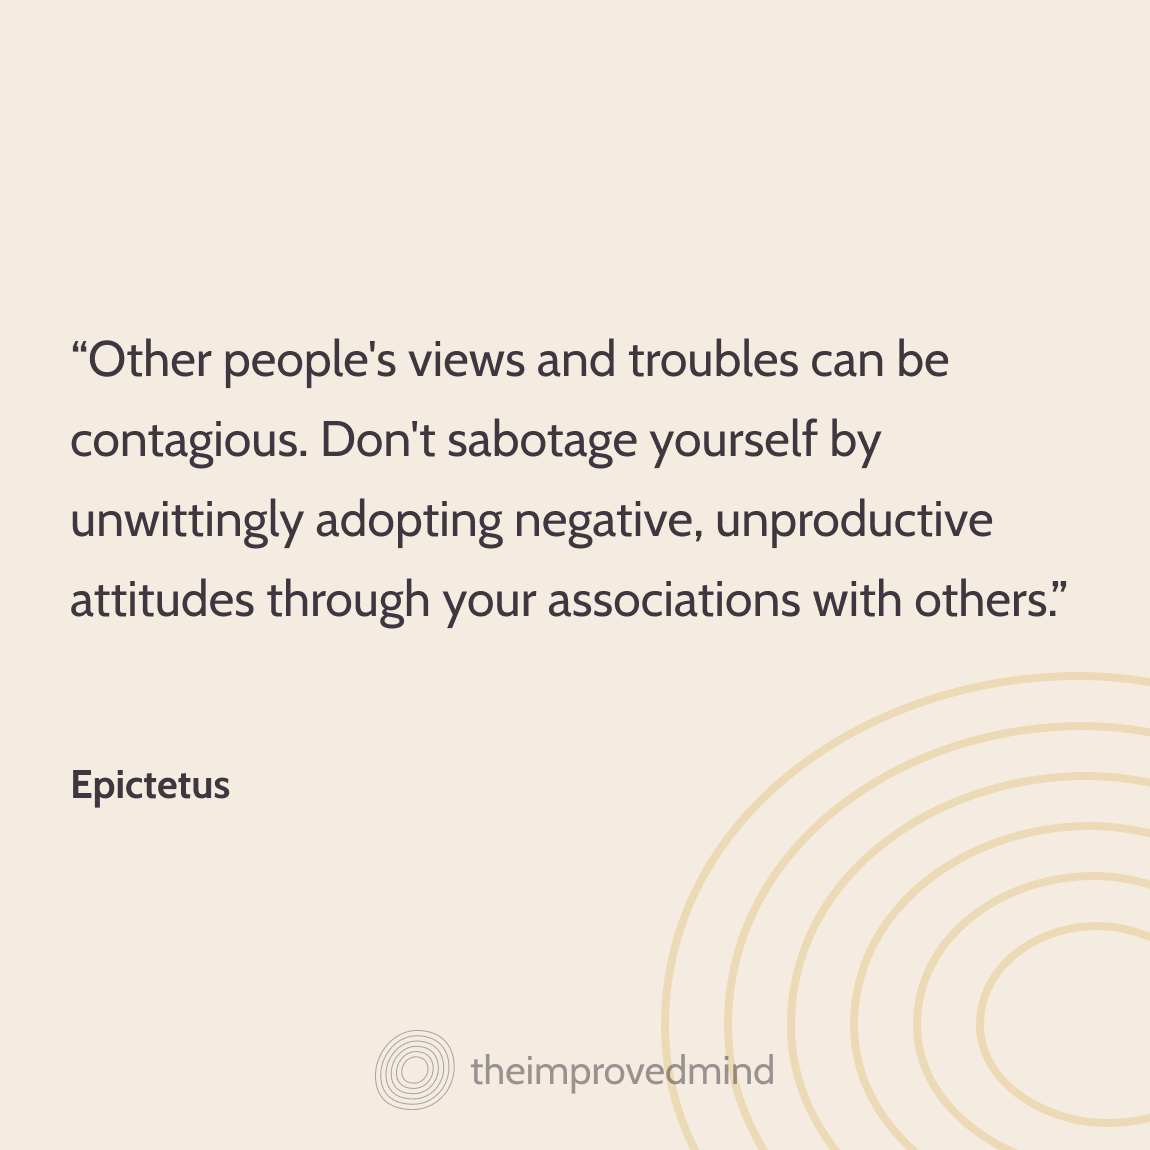 “Other people's views and troubles can be
contagious. Don't sabotage yourself by
unwittingly adopting negative, unproductive
attitudes through your associations with others.”
Epictetus
theimprovedmind